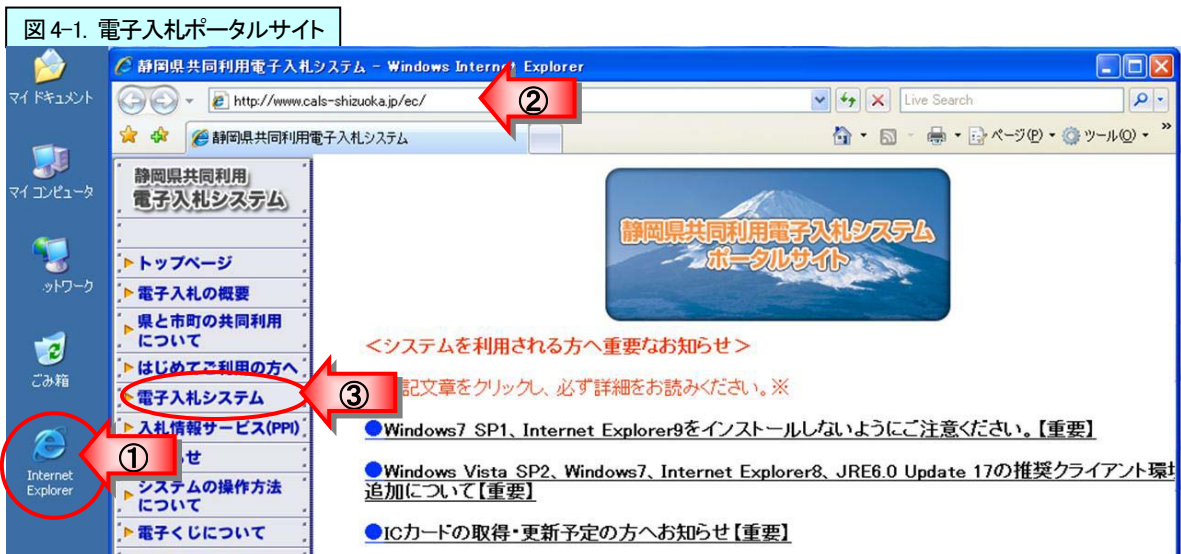 図 4-1. 電子入札ポータルサイト
マイ ドキュメント
マイ コンピュータ
ットワーク
ごみ箱
①
Internet
Explorer
静岡県共同利用電子入札システム - Windows Internet Explorer
http://www.cals-shizuoka.jp/ec/
②
Live Search
静岡県共同利用電子入札システム
ページ(P)
ツール(O)
静岡県共同利用
電子入札システム
トップページ
電子入札の概要
県と市町の共同利用
について
はじめてご利用の方へ
電子入札システム
③
入札情報サービス(PPI)
せ
システムの操作方法
について
電子くじについて
静岡県共同利用電子入札システム
ポータルサイト
<システムを利用される方へ重要なお知らせ>
記文章をクリックし、必ず詳細をお読みください。※
●Windows7 SP1、Internet Explorer9をインストールしないようにご注意ください。【重要】
●Windows Vista SP2、Windows7、Internet Explorer8、JRE6.0 Update 17の推奨クライアント環境
追加について【重要】
●ICカードの取得・更新予定の方へお知らせ【重要】